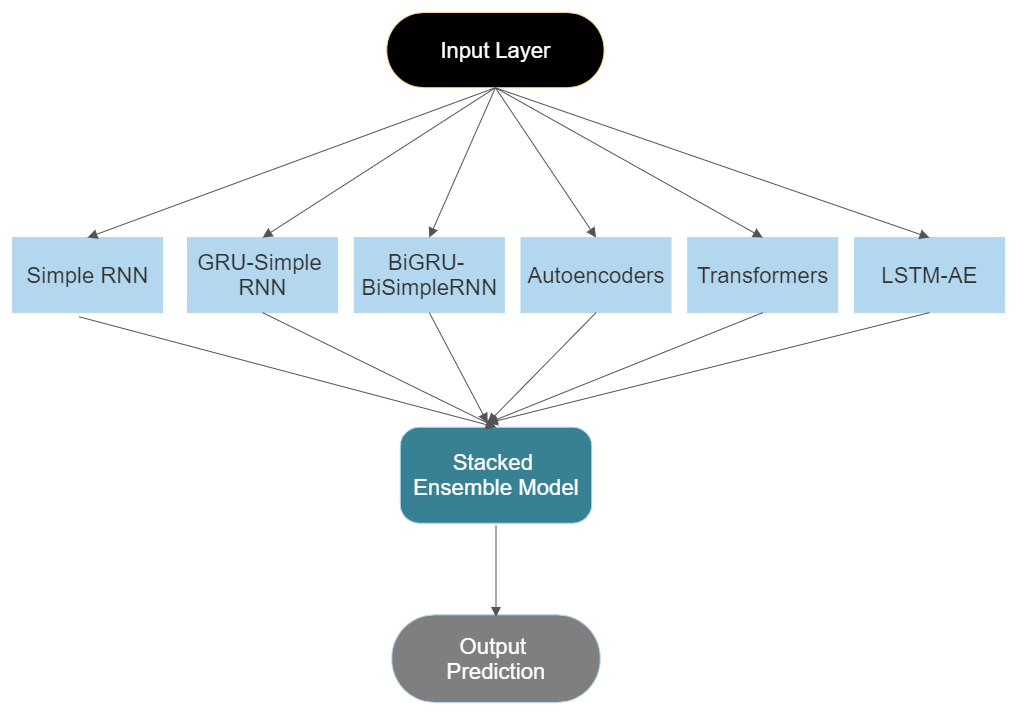 Input Layer
Simple RNN
GRU-Simple
RNN
BiGRU-
BiSimpleRNN
Autoencoders
Transformers
LSTM-AE
Stacked
Ensemble Model
Output
Prediction